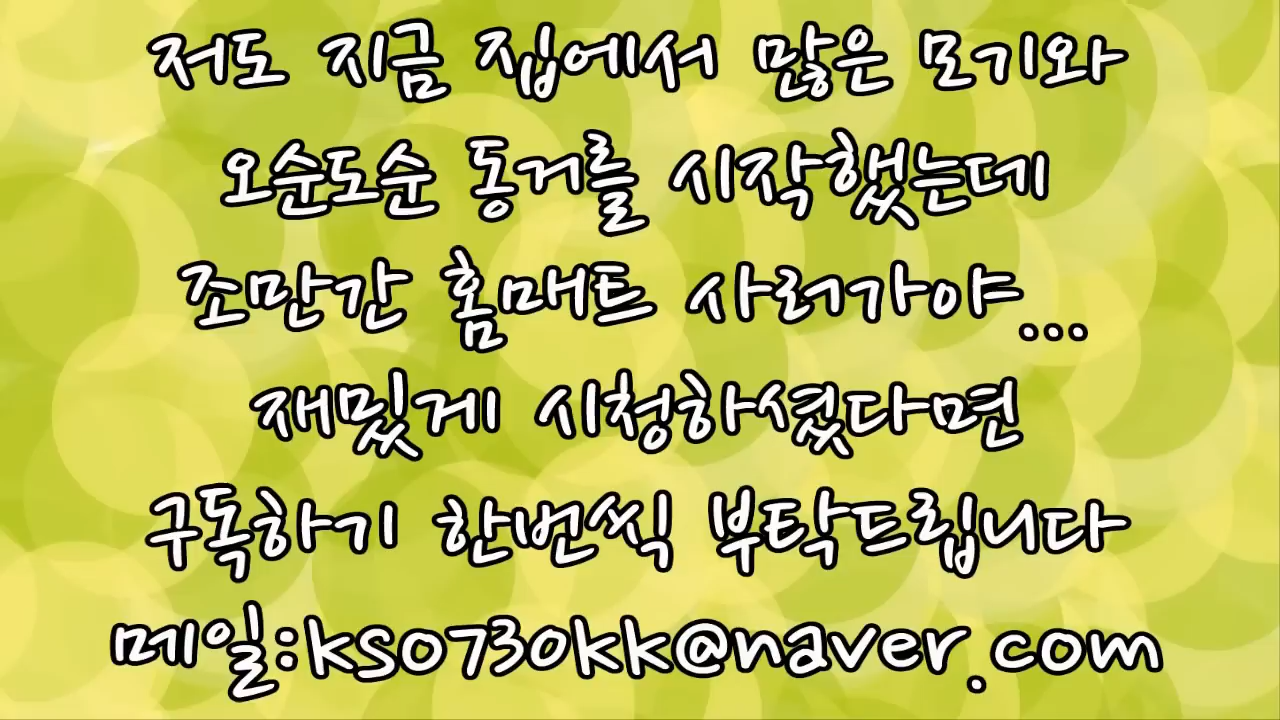 저도 지금 집에서 많은 모기와
오순도순 동거를 시작했는데
조만간 홈매트 사러가야...
재밌게 시청하셨다면
구독하기 한번씩 부탁드립니다
메일:kso730kk@naver.com